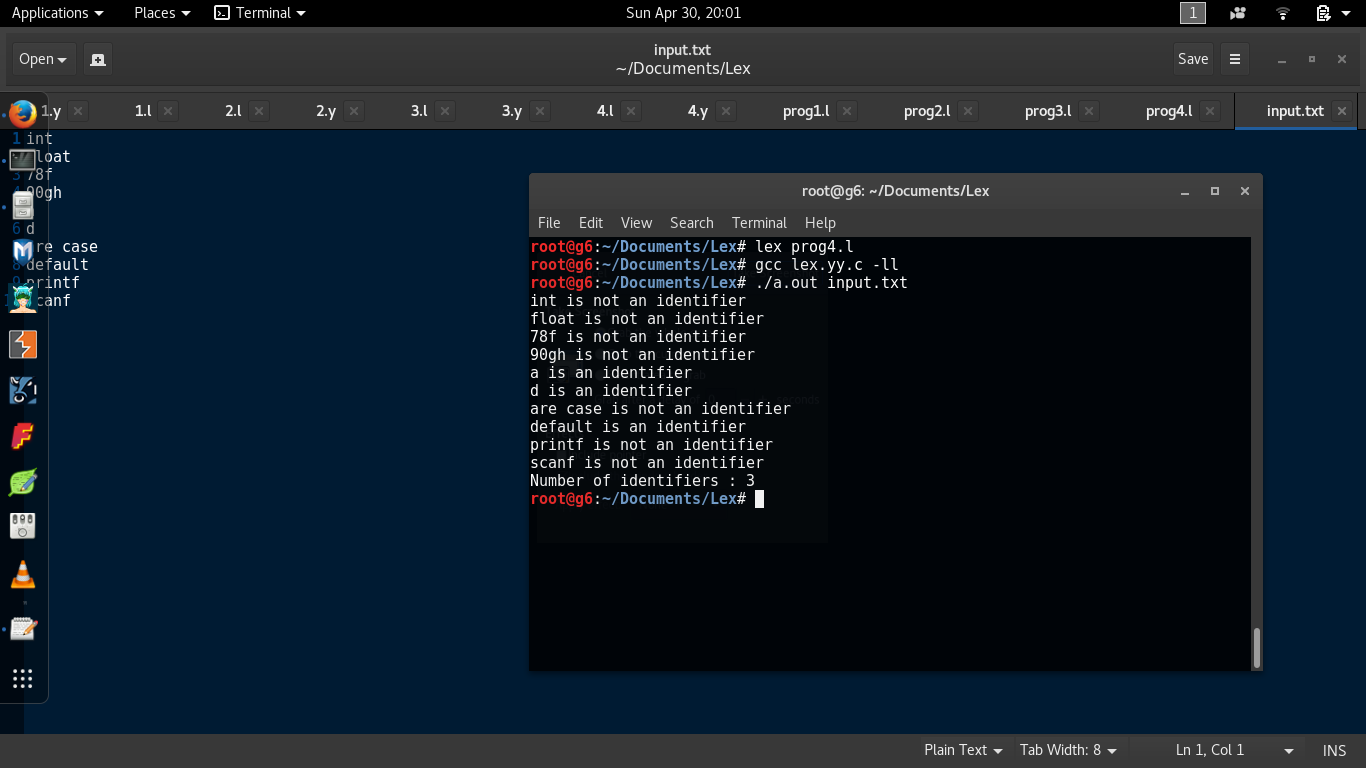 Applications Places Terminal Sun Apr 30, 20:01 1
Open input.txt Save
~/Documents/Lex
1.y 1.l 2.l 2.y 3.l 3.y 4.l 4.y prog1.l prog2.l prog3.l prog4.l input.txt
1 int
loat
78f
90gh
6 d
re case
default
printf
canf
root@g6: ~/Documents/Lex
File Edit View Search Terminal Help
root@g6:~/Documents/Lex# lex prog4.l
root@g6:~/Documents/Lex# gcc lex.yy.c -ll
root@g6:~/Documents/Lex# ./a.out input.txt
int is not an identifier
float is not an identifier
78f is not an identifier
90gh is not an identifier
a is an identifier
d is an identifier
are case is not an identifier
default is an identifier
printf is not an identifier
scanf is not an identifier
Number of identifiers : 3
root@g6:~/Documents/Lex#
Plain Text Tab Width: 8 Ln 1, Col 1 INS